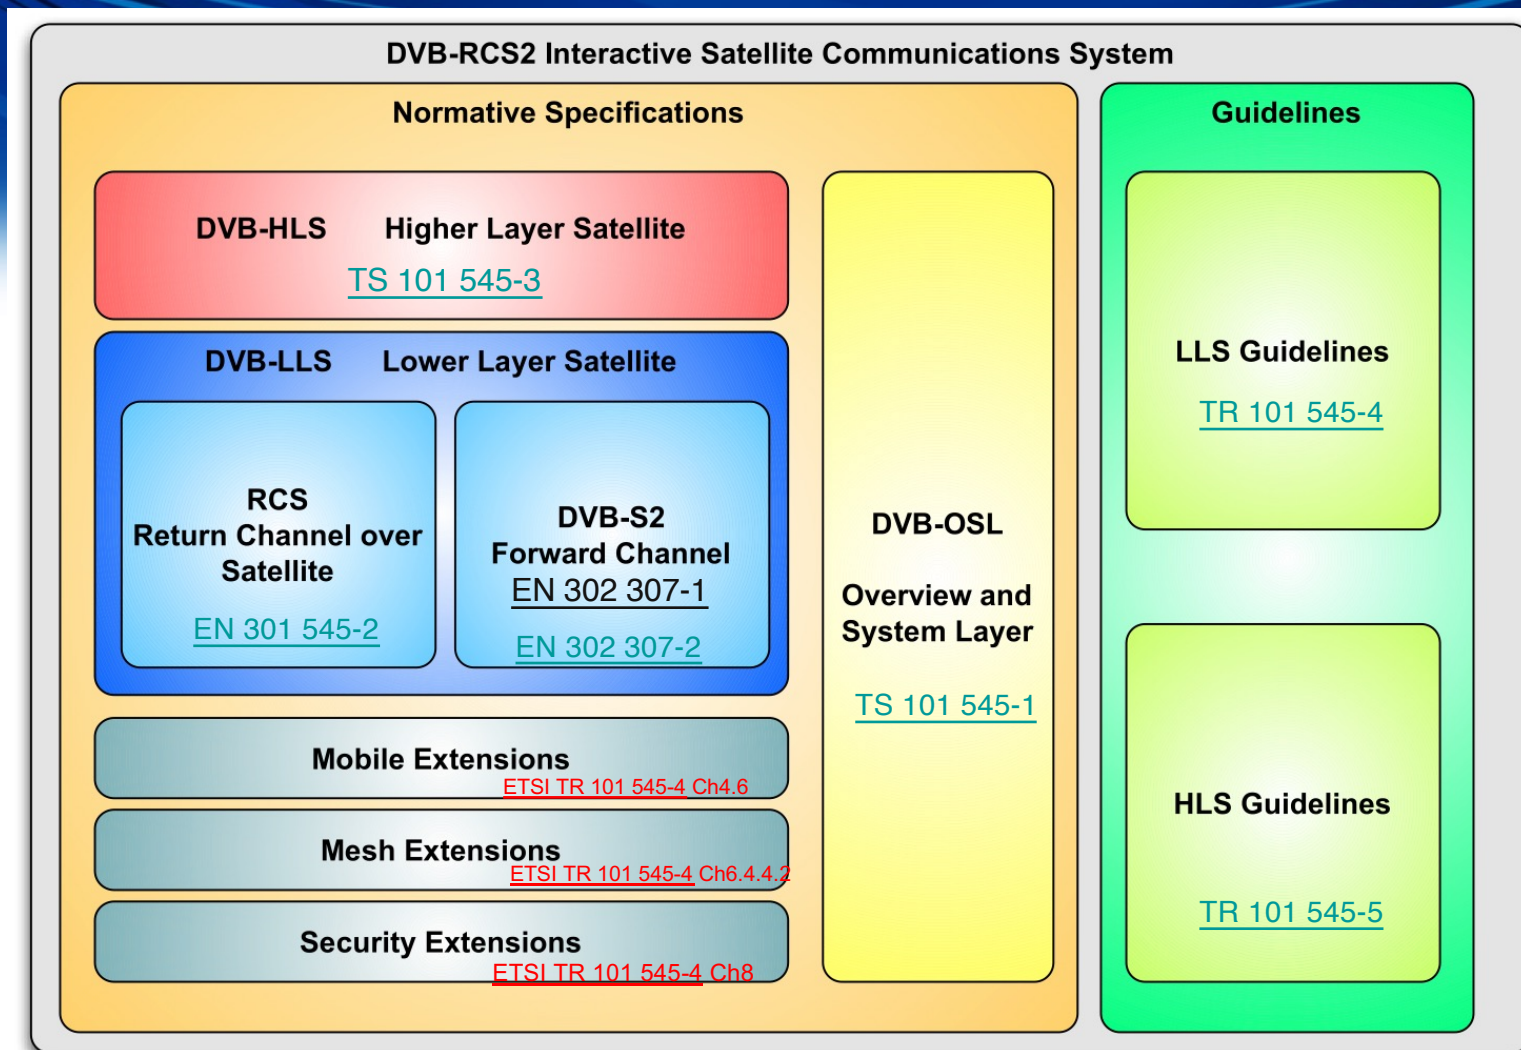 DVB-RCS2 Interactive Satellite Communications System
Normative Specifications
DVB-HLS Higher Layer Satellite
TS 101 545-3
DVB-LLS Lower Layer Satellite
RCS
Return Channel over
Satellite
EN 301 545-2
DVB-S2
Forward Channel
EN 302 307-1
EN 302 307-2
Mobile Extensions
ETSI TR 101 545-4 Ch4.6
Mesh Extensions
ETSI TR 101 545-4 Ch6.4.4.2
Security Extensions
ETSI TR 101 545-4 Ch8
DVB-OSL
Overview and
System Layer
TS 101 545-1
Guidelines
LLS Guidelines
TR 101 545-4
HLS Guidelines
TR 101 545-5